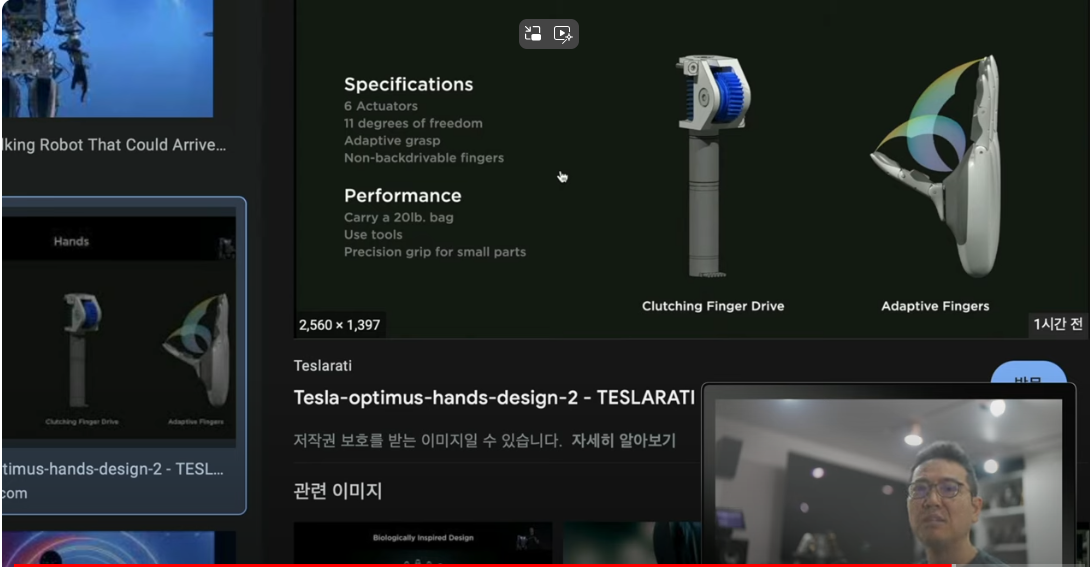 Specifications
6 Actuators
11 degrees of freedom
Adaptive grasp
Non-backdrivable fingers
Performance
Carry a 20lb. bag
Use tools
Precision grip for small parts
Clutching Finger Drive
Adaptive Fingers
2,560 × 1,397
1시간 전
lking Robot That Could Arrive...
Hands
Clutching Finger Drive
Adaptive Fingers
timus-hands-design-2 - TESL...
com
Teslarati
Tesla-optimus-hands-design-2 - TESLARATI
저작권 보호를 받는 이미지일 수 있습니다. 자세히 알아보기
관련 이미지
Biologically Inspired Design